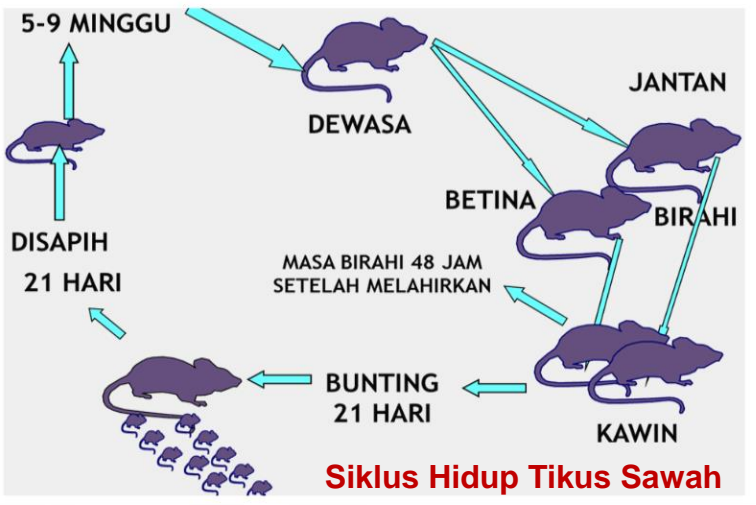 5-9 MINGGU
DEWASA
JANTAN
BETINA
BIRAHI
DISAPIH
21 HARI
MASA BIRAHI 48 JAM
SETELAH MELAHIRKAN
BUNTING
21 HARI
KAWIN
Siklus Hidup Tikus Sawah